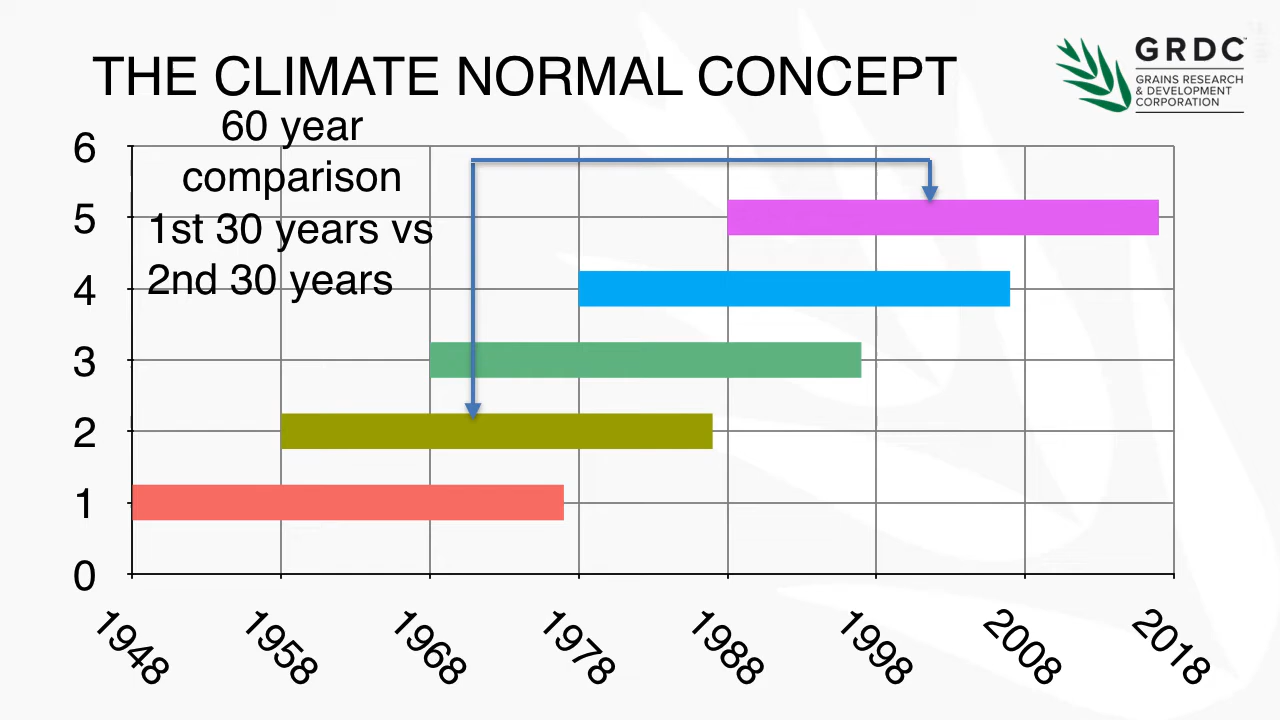 THE CLIMATE NORMAL CONCEPT
GRDC
GRAINS RESEARCH
& DEVELOPMENT
CORPORATION
60 year
comparison
1st 30 years vs
2nd 30 years
6
5
4
3
2
1
0
1948
1958
1968
1978
1988
1998
2008
2018